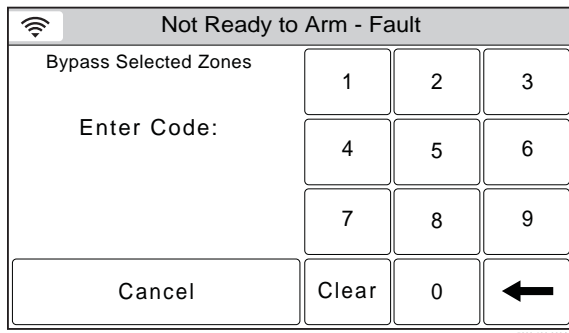 Not Ready to Arm - Fault
Bypass Selected Zones
Enter Code:
1 2 3
4 5 6
7 8 9
Cancel Clear 0